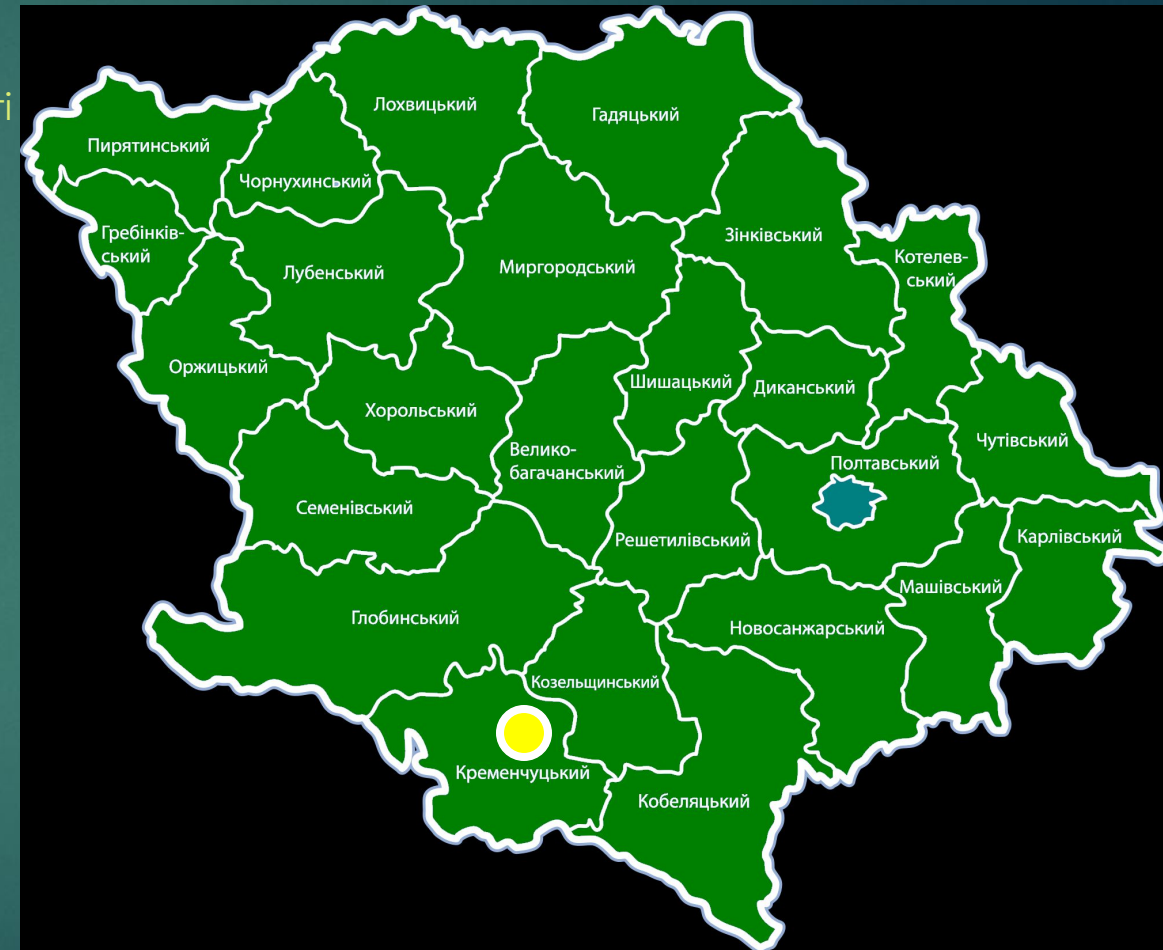 ті
Лохвицький
Гадяцький
Пирятинський
Чорнухинський
Гребінків-
ський
Зінківський
Лубенський
Миргородський
Котелев-
ський
Оржицький
Шишацький
Диканський
Хорольський
Чутівський
Велико-
багачанський
Полтавський
Семенівський
Решетилівський
Карлівський
Машівський
Глобинський
Новосанжарський
Козельщинський
Кременчуцький
Кобеляцький